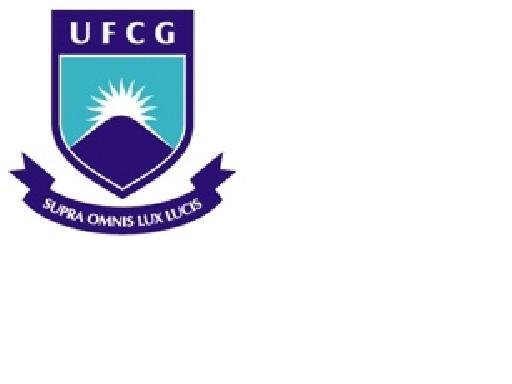 UFCG
SUPRA OMNIS LUX LUCIS